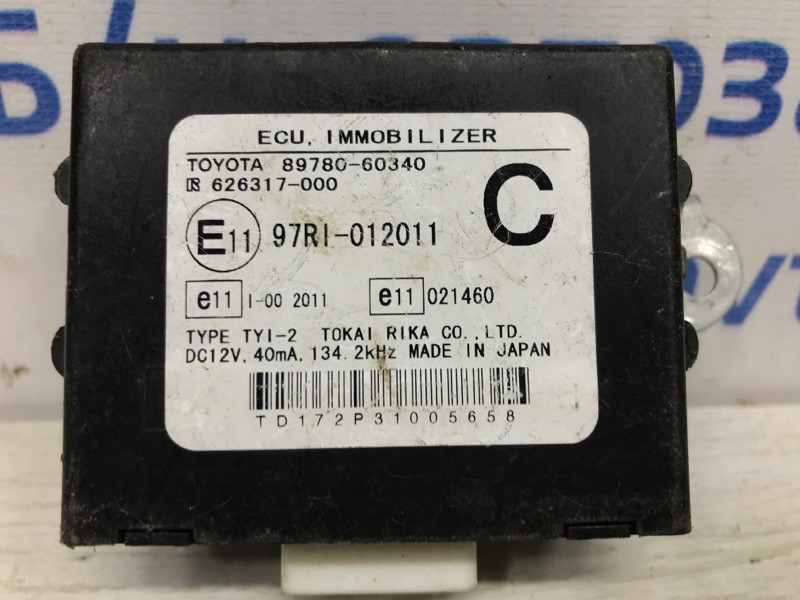 ECU, IMMOBILIZER
TOYOTA 89780-60340
626317-000
C
E11 97RI-012011
e11 I-00 2011 e11 021460
TYPE TYI-2 TOKAI RIKA CO., LTD.
DC12V, 40mA, 134.2kHz MADE IN JAPAN
TD172P31005658